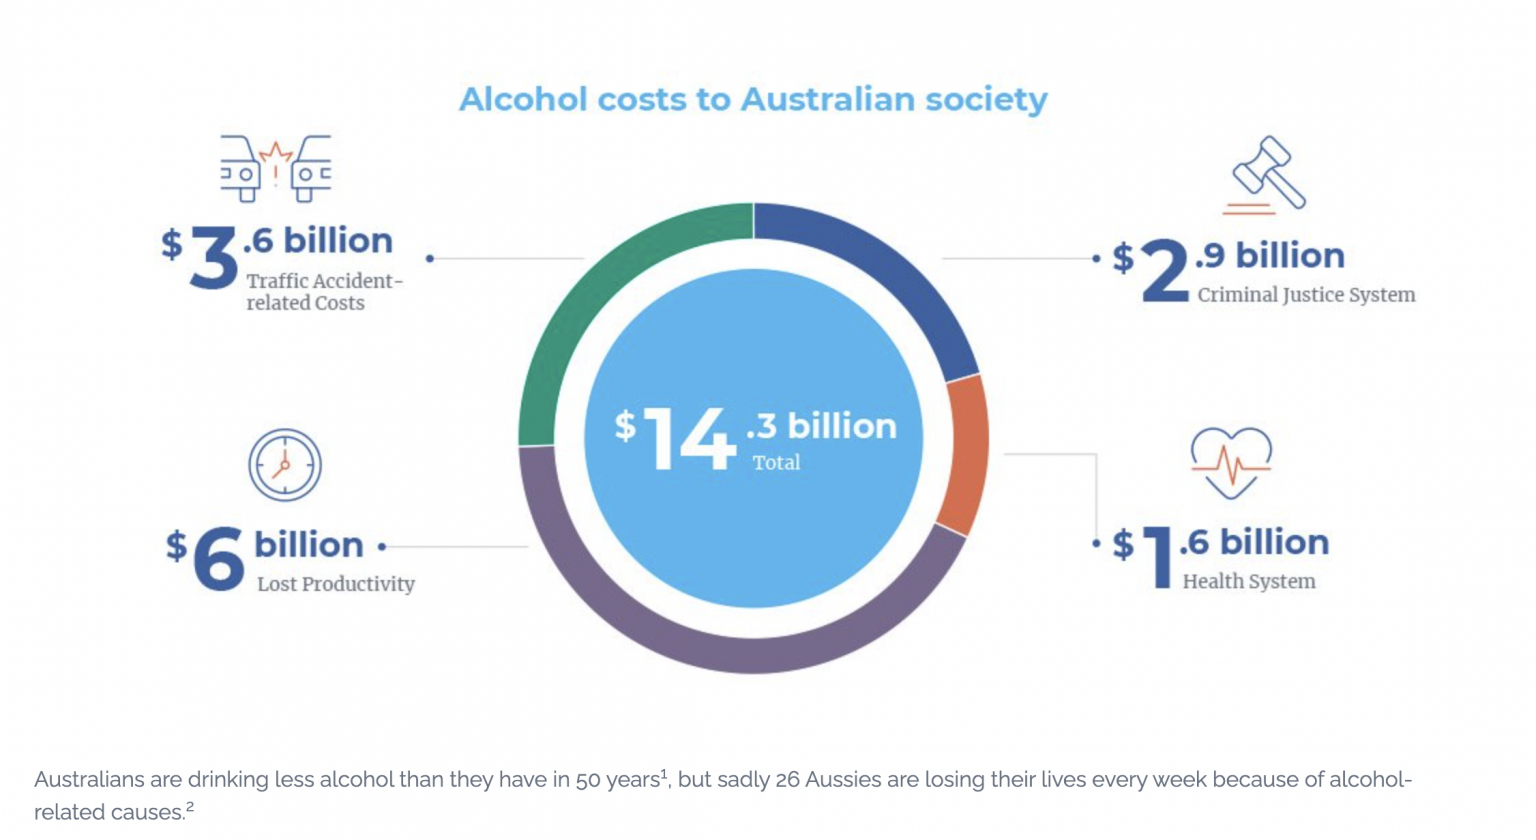 Alcohol costs to Australian society
$3.6 billion
Traffic Accident-
related Costs
$2.9 billion
Criminal Justice System
$14.3 billion
Total
$6 billion
Lost Productivity
$1.6 billion
Health System
Australians are drinking less alcohol than they have in 50 years¹, but sadly 26 Aussies are losing their lives every week because of alcohol-
related causes.²